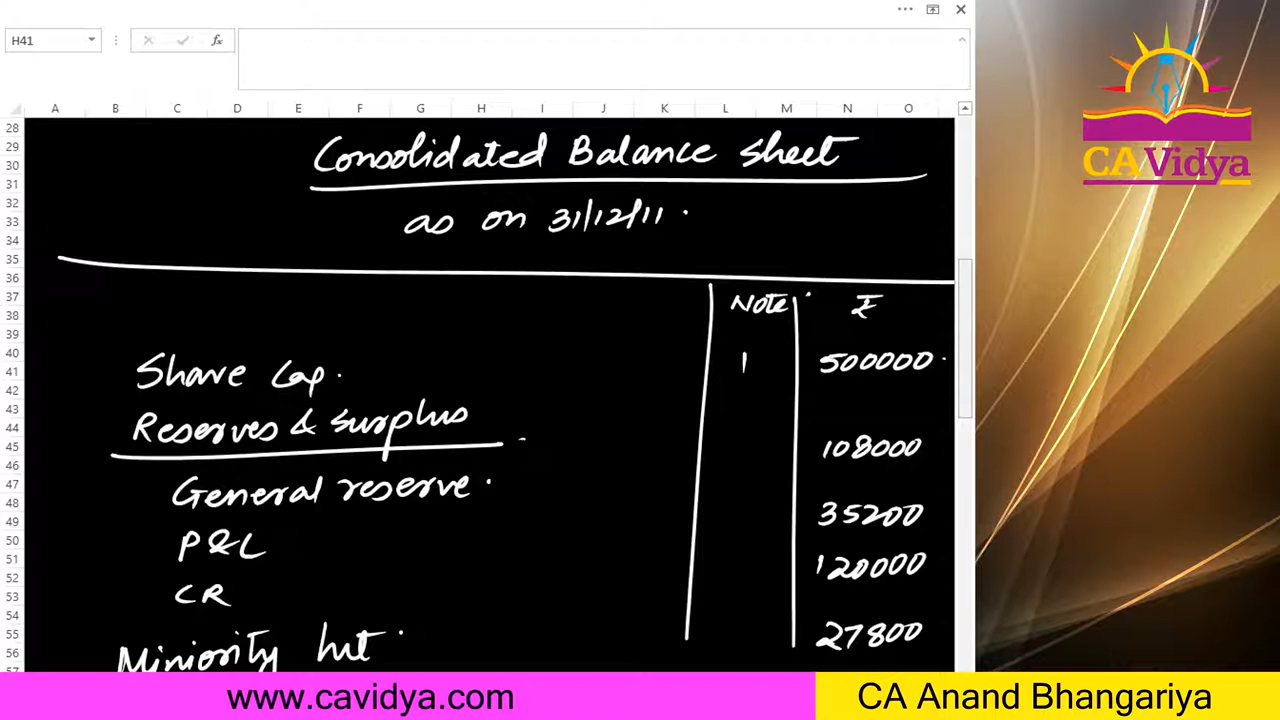 H41
fx
A B C D E F G H I J K L M N O
28
29
30
31
32
33
34
35
36
37
38
39
40
41
42
43
44
45
46
47
48
49
50
51
52
53
54
55
56
Consolidated Balance Sheet
as on 31/12/11.
Note ₹
Share Cap. 1 500000
Reserves & Surplus
General reserve 108000
P&L 35200
CR 120000
Miniority Int 27800
CA Vidya
www.cavidya.com
CA Anand Bhangariya